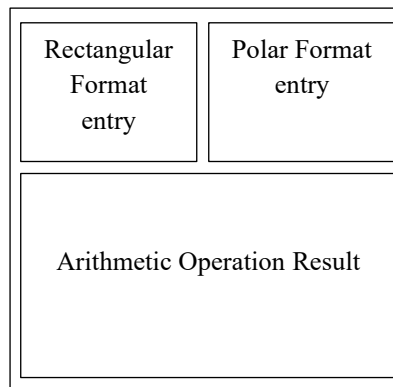 Rectangular
Format
entry
Polar Format
entry
Arithmetic Operation Result